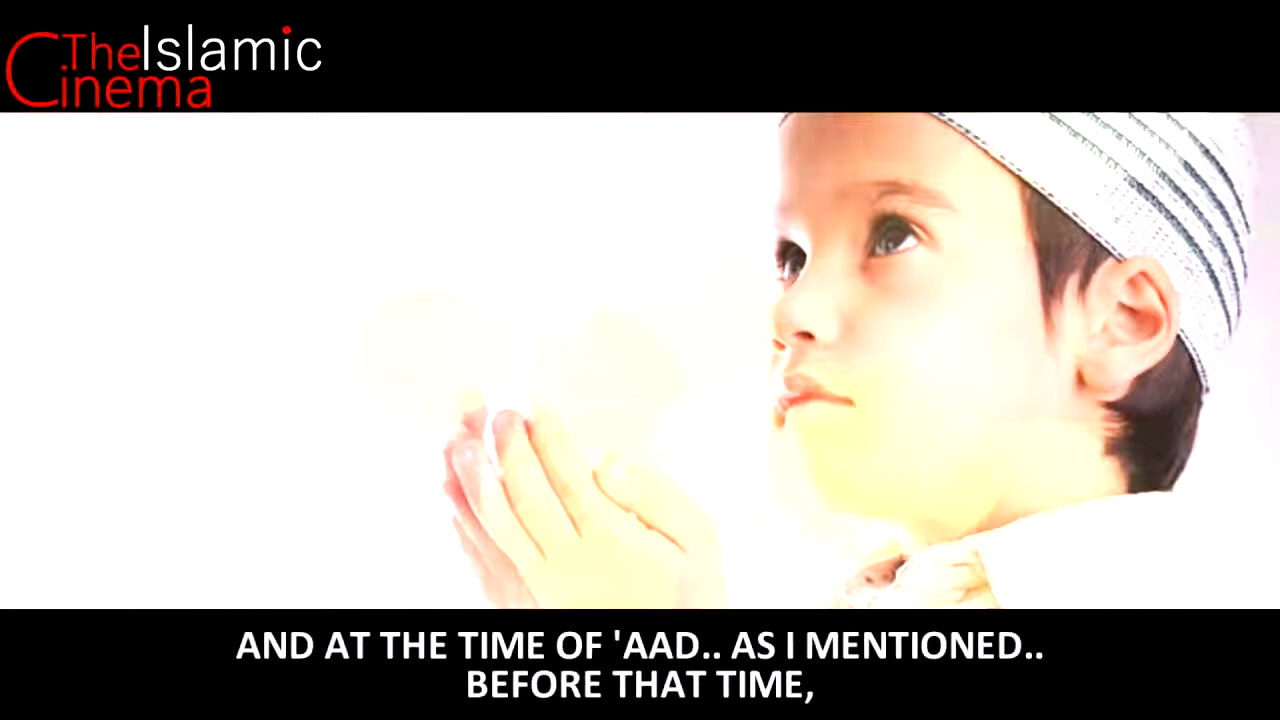 TheIslamic
Cinema
AND AT THE TIME OF 'AAD.. AS I MENTIONED..
BEFORE THAT TIME,